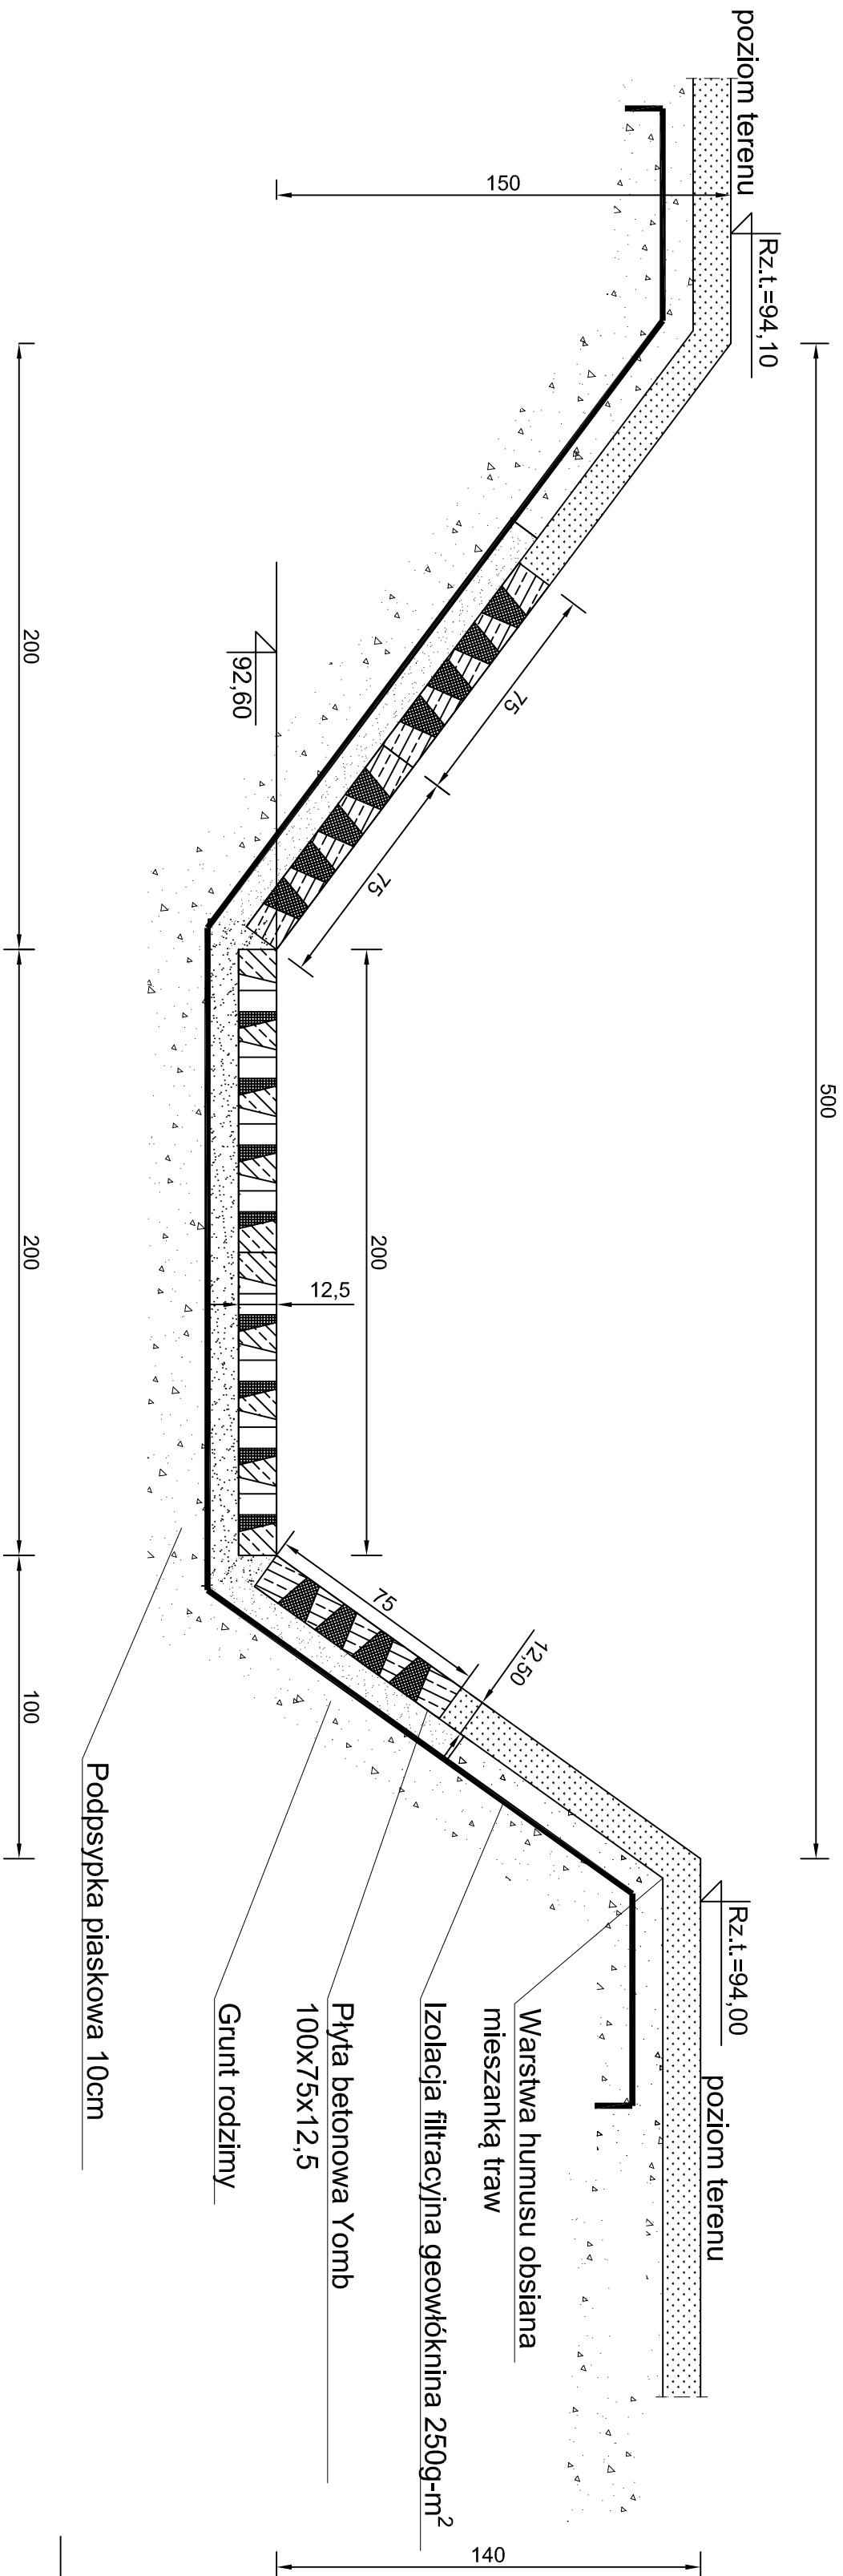 poziom terenu
Rz.t.=94,10
150
500
Rz.t.=94,00
poziom terenu
75
75
92,60
200
12,5
75
12,50
140
Warstwa humusu obsiana
mieszanką traw
Izolacja filtracyjna geowłóknina 250g-m²
Płyta betonowa Yomb
100x75x12,5
Grunt rodzimy
Podpsypka piaskowa 10cm
200
200
100